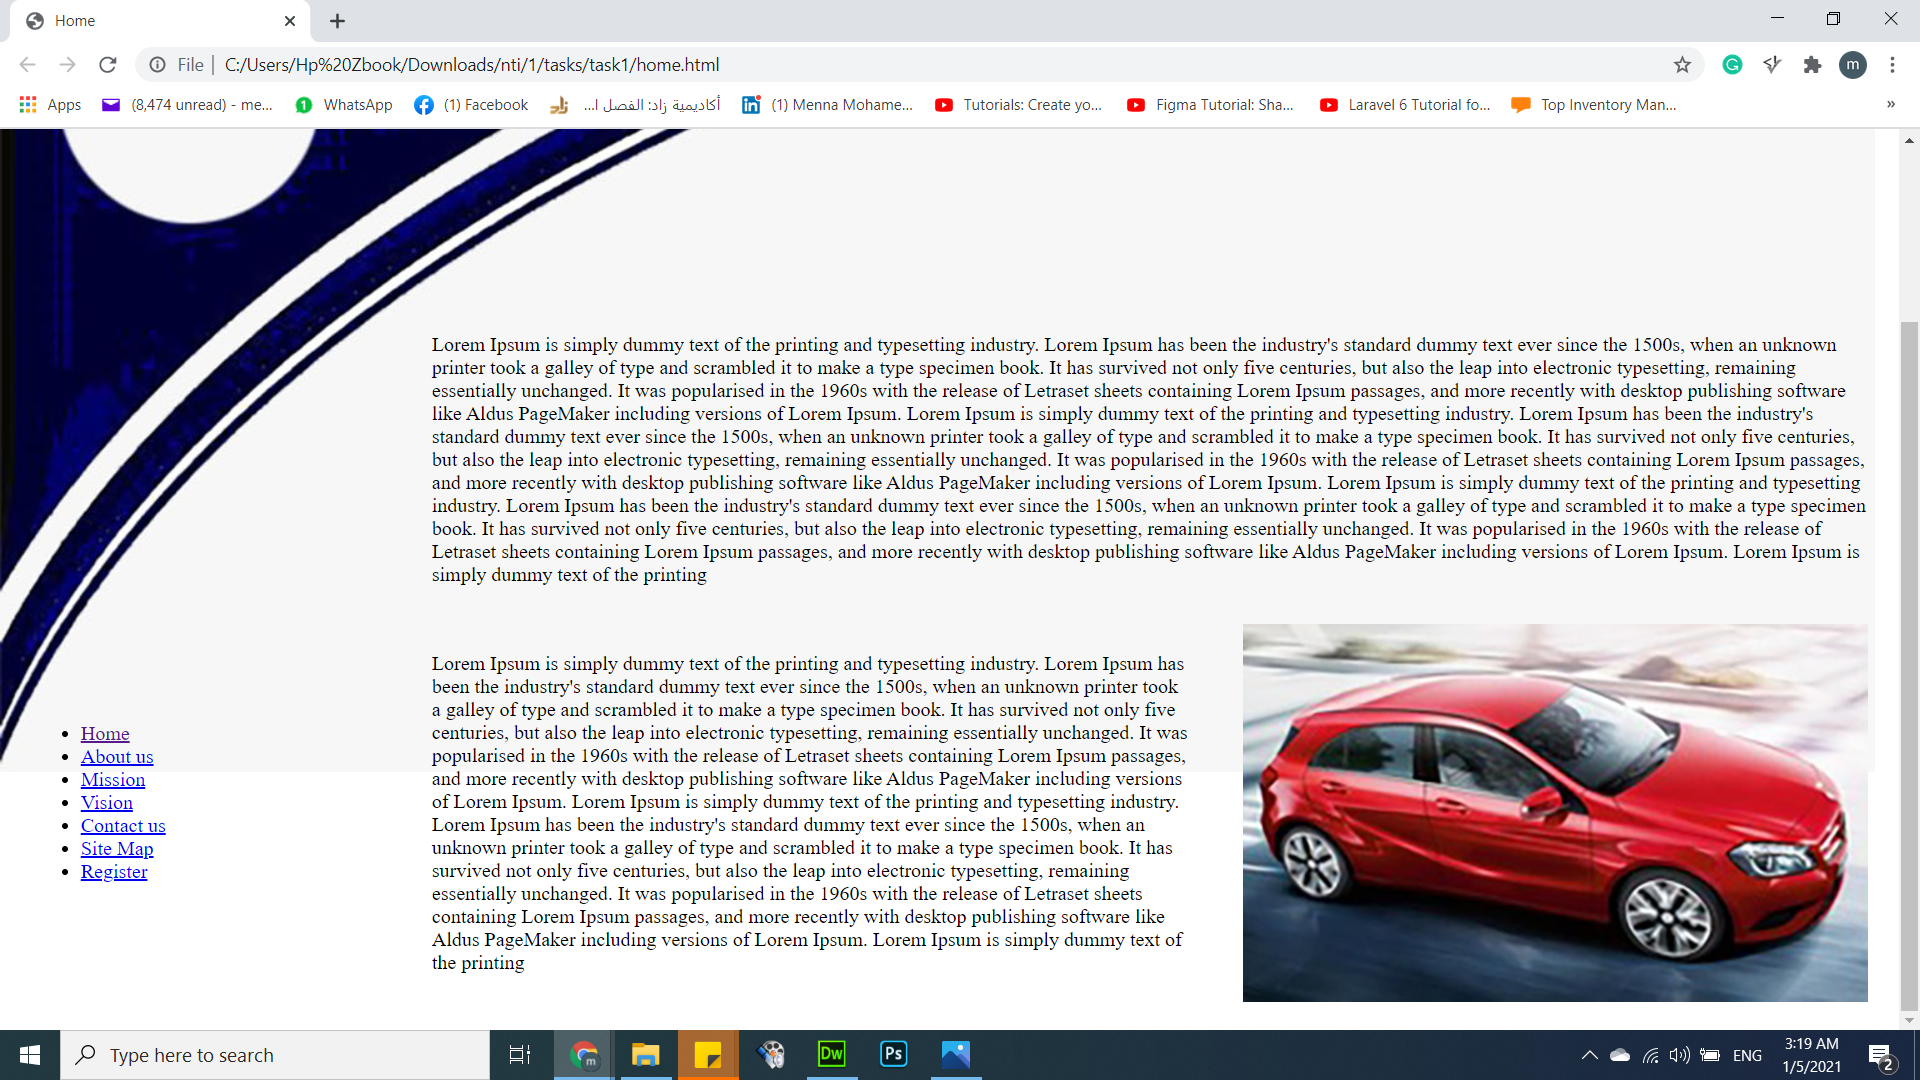 Home
File
C:/Users/Hp%20Zbook/Downloads/nti/1/tasks/task1/home.html
m
Apps
(8,474 unread) - me...
WhatsApp
(1) Facebook
أكاديمية زاد: الفصل ا...
(1) Menna Mohame...
Tutorials: Create yo...
Figma Tutorial: Sha...
Laravel 6 Tutorial fo...
Top Inventory Man...
»
Lorem Ipsum is simply dummy text of the printing and typesetting industry. Lorem Ipsum has been the industry's standard dummy text ever since the 1500s, when an unknown
printer took a galley of type and scrambled it to make a type specimen book. It has survived not only five centuries, but also the leap into electronic typesetting, remaining
essentially unchanged. It was popularised in the 1960s with the release of Letraset sheets containing Lorem Ipsum passages, and more recently with desktop publishing software
like Aldus PageMaker including versions of Lorem Ipsum. Lorem Ipsum is simply dummy text of the printing and typesetting industry. Lorem Ipsum has been the industry's
standard dummy text ever since the 1500s, when an unknown printer took a galley of type and scrambled it to make a type specimen book. It has survived not only five centuries,
but also the leap into electronic typesetting, remaining essentially unchanged. It was popularised in the 1960s with the release of Letraset sheets containing Lorem Ipsum passages,
and more recently with desktop publishing software like Aldus PageMaker including versions of Lorem Ipsum. Lorem Ipsum is simply dummy text of the printing and typesetting
industry. Lorem Ipsum has been the industry's standard dummy text ever since the 1500s, when an unknown printer took a galley of type and scrambled it to make a type specimen
book. It has survived not only five centuries, but also the leap into electronic typesetting, remaining essentially unchanged. It was popularised in the 1960s with the release of
Letraset sheets containing Lorem Ipsum passages, and more recently with desktop publishing software like Aldus PageMaker including versions of Lorem Ipsum. Lorem Ipsum is
simply dummy text of the printing
Home
About us
Mission
Vision
Contact us
Site Map
Register
Lorem Ipsum is simply dummy text of the printing and typesetting industry. Lorem Ipsum has
been the industry's standard dummy text ever since the 1500s, when an unknown printer took
a galley of type and scrambled it to make a type specimen book. It has survived not only five
centuries, but also the leap into electronic typesetting, remaining essentially unchanged. It was
popularised in the 1960s with the release of Letraset sheets containing Lorem Ipsum passages,
and more recently with desktop publishing software like Aldus PageMaker including versions
of Lorem Ipsum. Lorem Ipsum is simply dummy text of the printing and typesetting industry.
Lorem Ipsum has been the industry's standard dummy text ever since the 1500s, when an
unknown printer took a galley of type and scrambled it to make a type specimen book. It has
survived not only five centuries, but also the leap into electronic typesetting, remaining
essentially unchanged. It was popularised in the 1960s with the release of Letraset sheets
containing Lorem Ipsum passages, and more recently with desktop publishing software like
Aldus PageMaker including versions of Lorem Ipsum. Lorem Ipsum is simply dummy text of
the printing
Type here to search
m
Dw
Ps
ENG
3:19 AM
1/5/2021
2